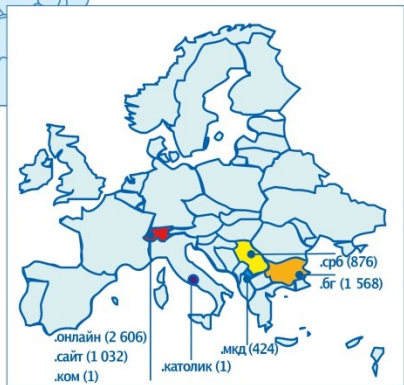 .срб (876)
.бг (1 568)
.онлайн (2 606)
.сайт (1 032)
.ком (1)
.католик (1)
.мкд (424)